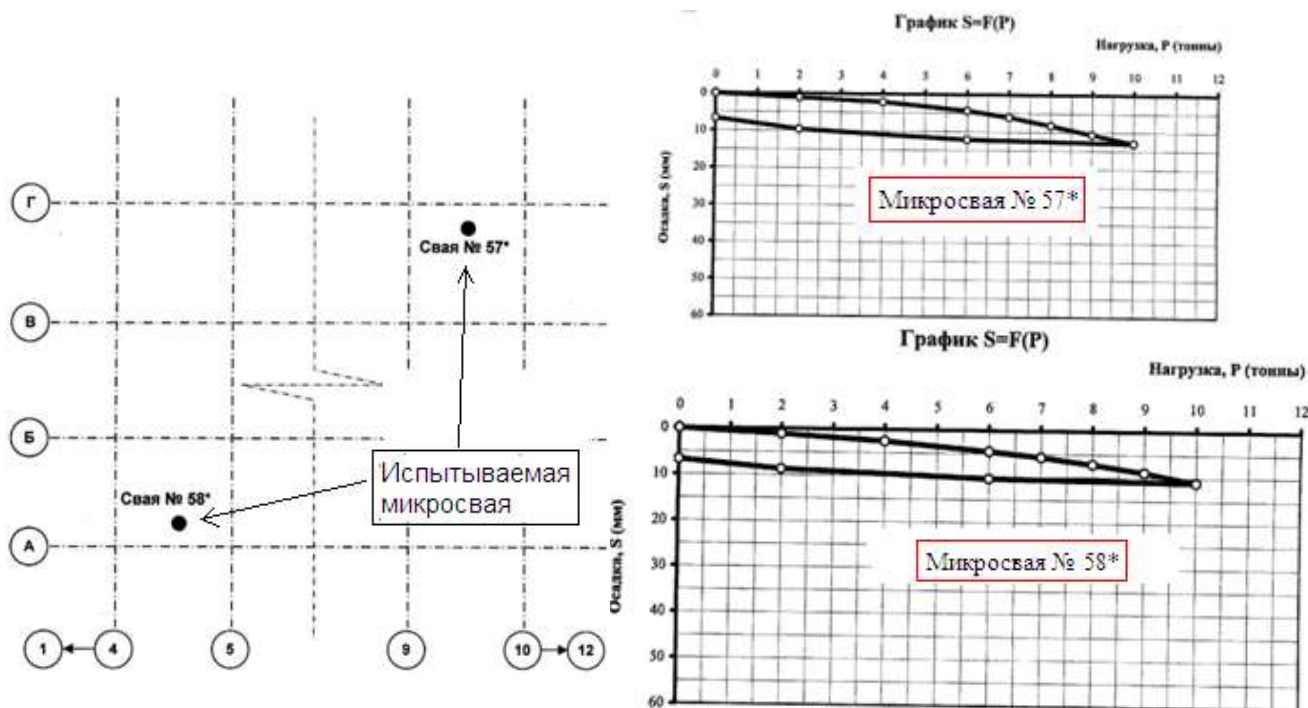 Г
Свая № 57*
В
Б
Испытываемая
микросвая
Свая № 58*
А
1
4
5
9
10
12
График S=F(P)
Нагрузка, P (тонны)
0 1 2 3 4 5 6 7 8 9 10 11 12
0
10
20
30
40
50
60
Осадка, S (мм)
Микросвая № 57*
График S=F(P)
Нагрузка, P (тонны)
0 1 2 3 4 5 6 7 8 9 10 11 12
0
10
20
30
40
50
60
Осадка, S (мм)
Микросвая № 58*